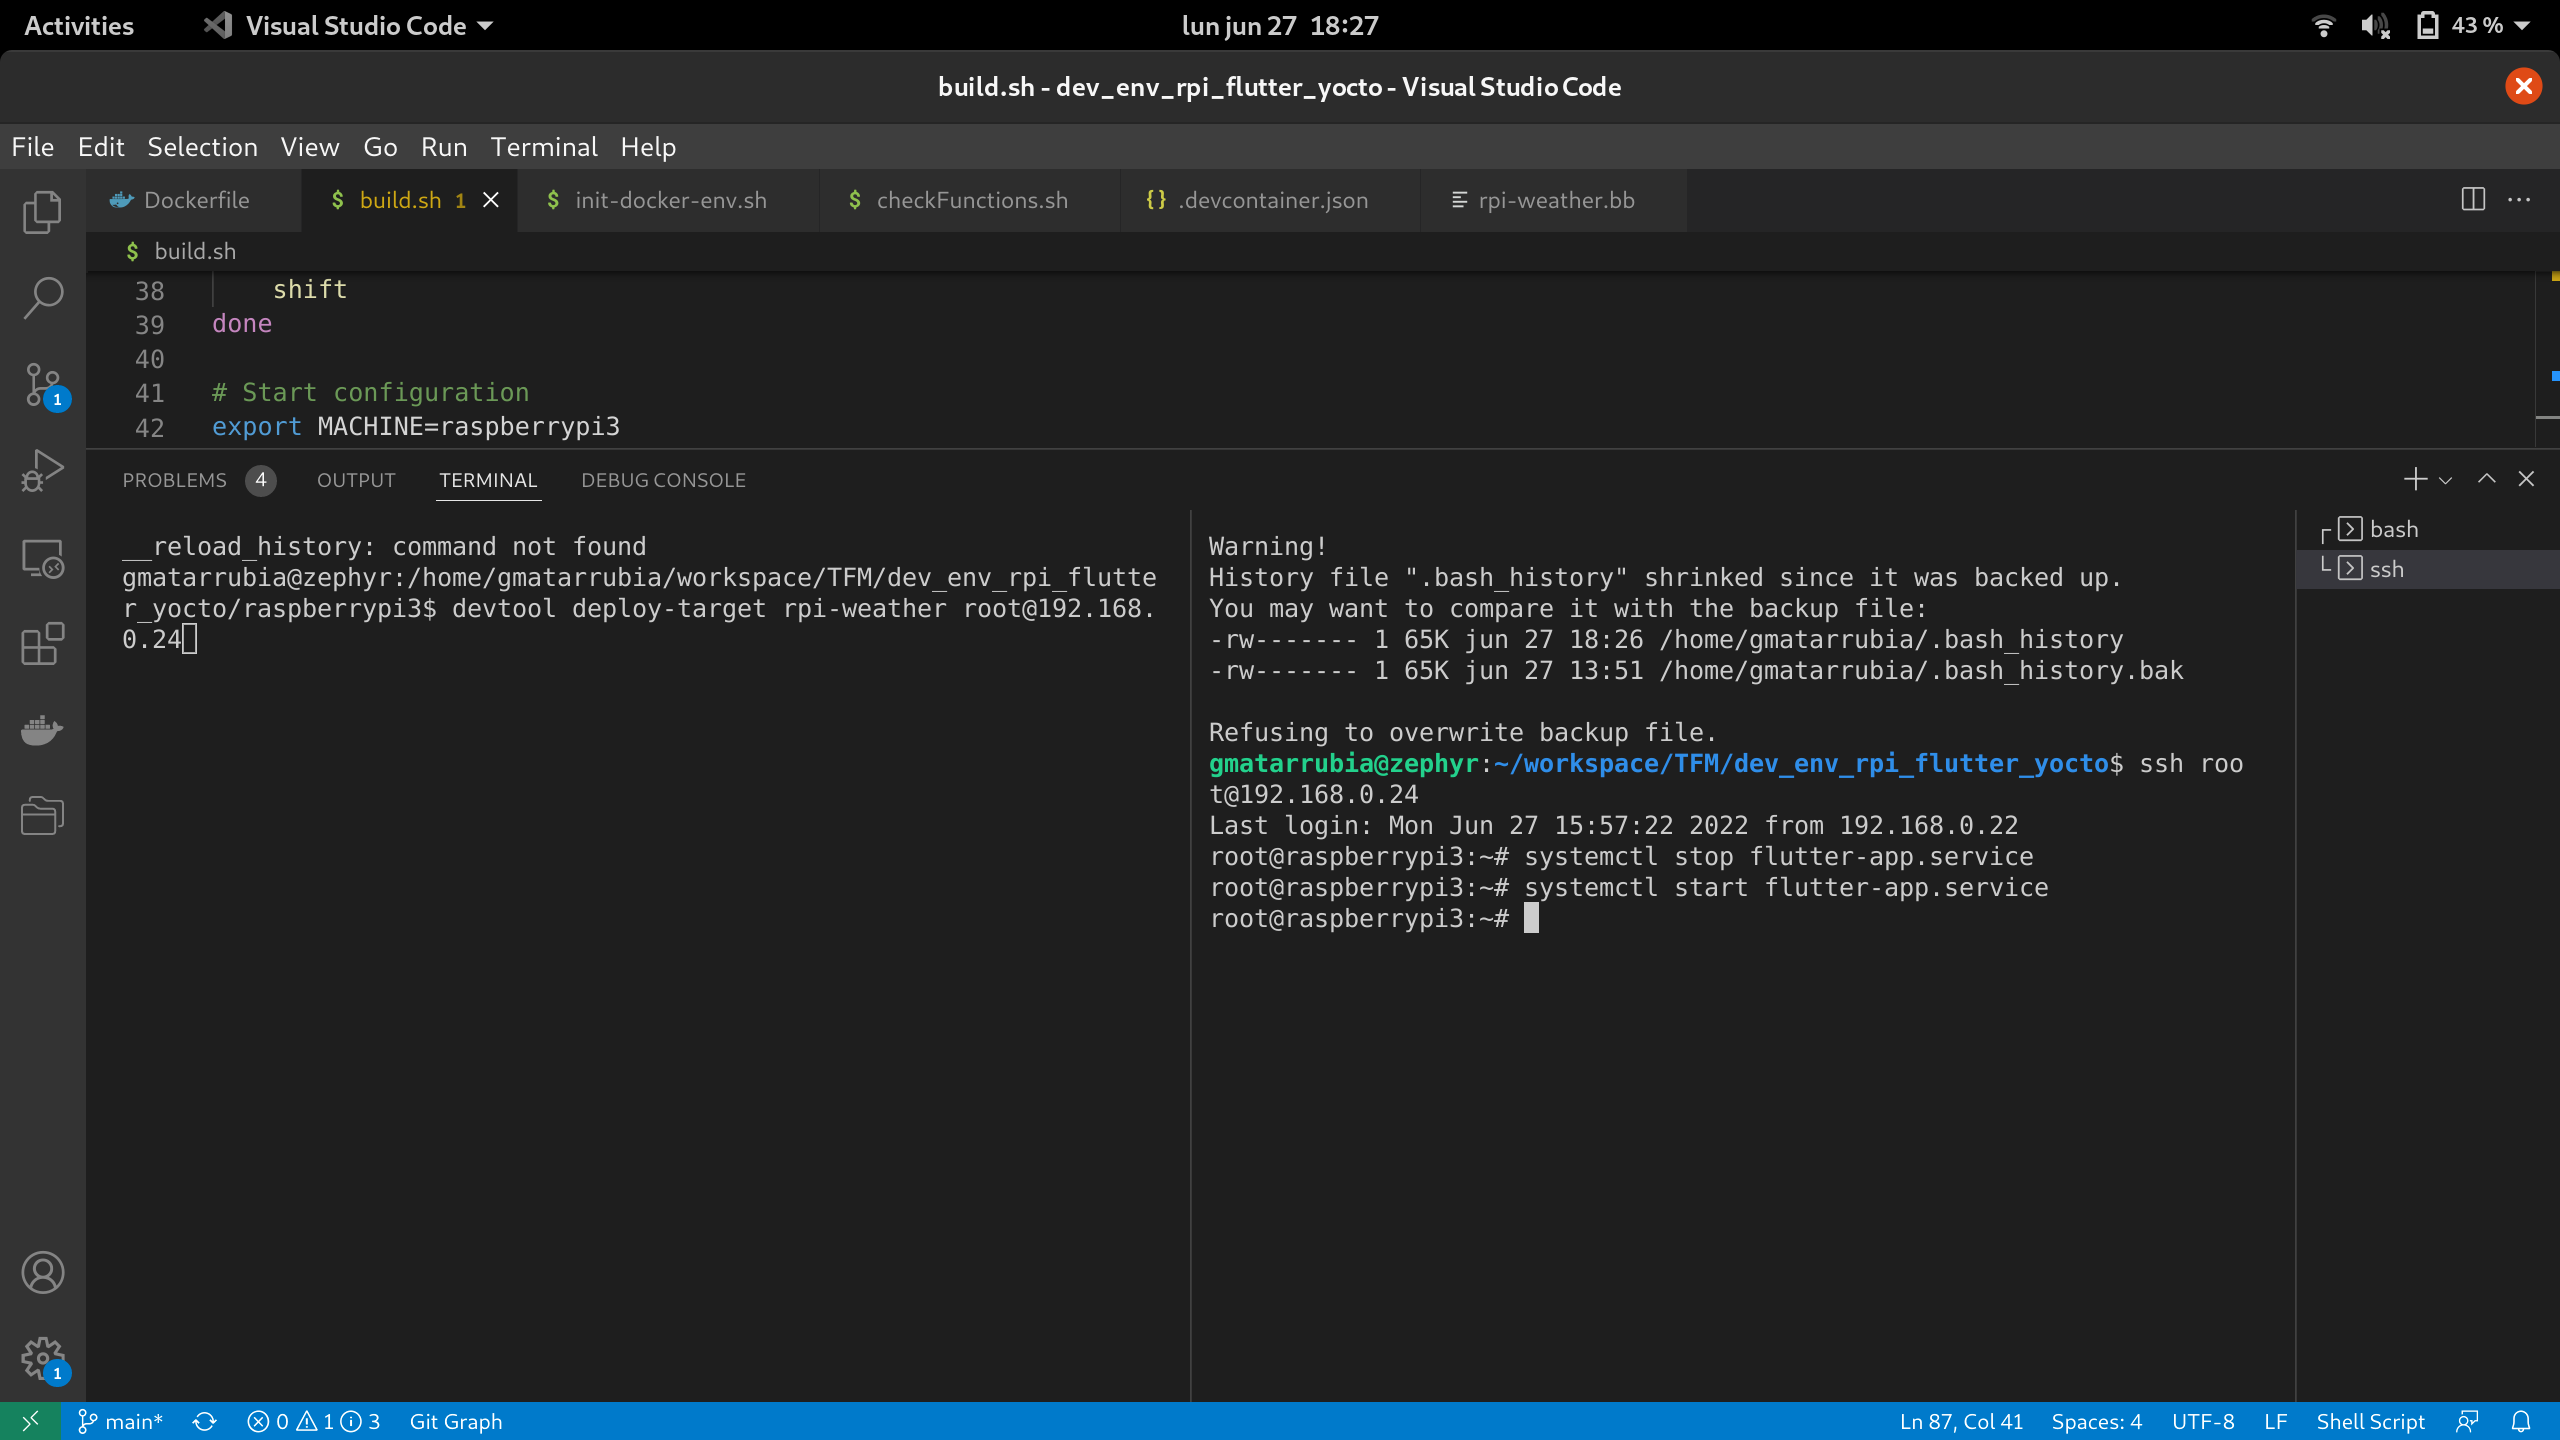 Activities
Visual Studio Code
lun jun 27 18:27
43 %
build.sh - dev_env_rpi_flutter_yocto - Visual Studio Code
File Edit Selection View Go Run Terminal Help
Dockerfile
$ build.sh 1
$ init-docker-env.sh
$ checkFunctions.sh
{} .devcontainer.json
rpi-weather.bb
$ build.sh
38 shift
39 done
40
41 # Start configuration
42 export MACHINE=raspberrypi3
1
PROBLEMS 4 OUTPUT TERMINAL DEBUG CONSOLE
__reload_history: command not found
gmatarrubia@zephyr:/home/gmatarrubia/workspace/TFM/dev_env_rpi_flutte
r_yocto/raspberrypi3$ devtool deploy-target rpi-weather root@192.168.
0.24
Warning!
History file ".bash_history" shrinked since it was backed up.
You may want to compare it with the backup file:
-rw------- 1 65K jun 27 18:26 /home/gmatarrubia/.bash_history
-rw------- 1 65K jun 27 13:51 /home/gmatarrubia/.bash_history.bak
Refusing to overwrite backup file.
gmatarrubia@zephyr:~/workspace/TFM/dev_env_rpi_flutter_yocto$ ssh roo
t@192.168.0.24
Last login: Mon Jun 27 15:57:22 2022 from 192.168.0.22
root@raspberrypi3:~# systemctl stop flutter-app.service
root@raspberrypi3:~# systemctl start flutter-app.service
root@raspberrypi3:~#
bash
ssh
1
main* 0 1 3 Git Graph
Ln 87, Col 41 Spaces: 4 UTF-8 LF Shell Script